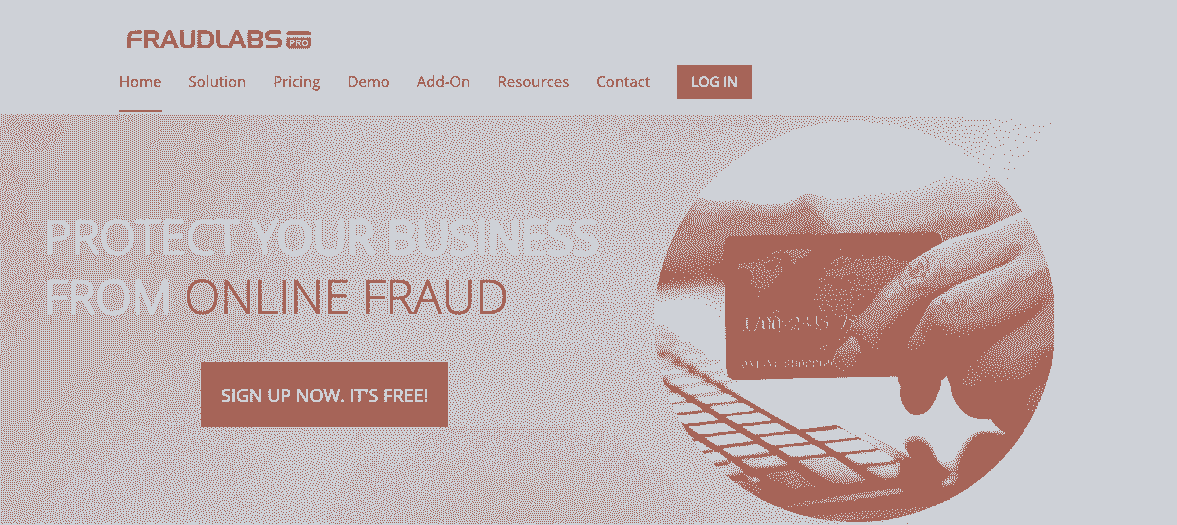 FRAUDLABS PRO
Home Solution Pricing Demo Add-On Resources Contact LOG IN
PROTECT YOUR BUSINESS
FROM ONLINE FRAUD
SIGN UP NOW. IT'S FREE!